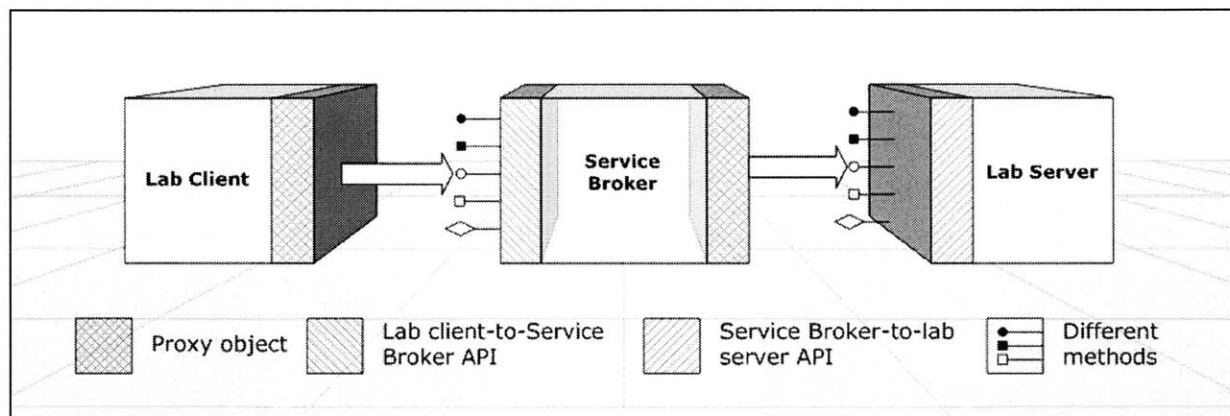 Lab Client
Service
Broker
Lab Server
Proxy object
Lab client-to-Service
Broker API
Service Broker-to-lab
server API
Different
methods